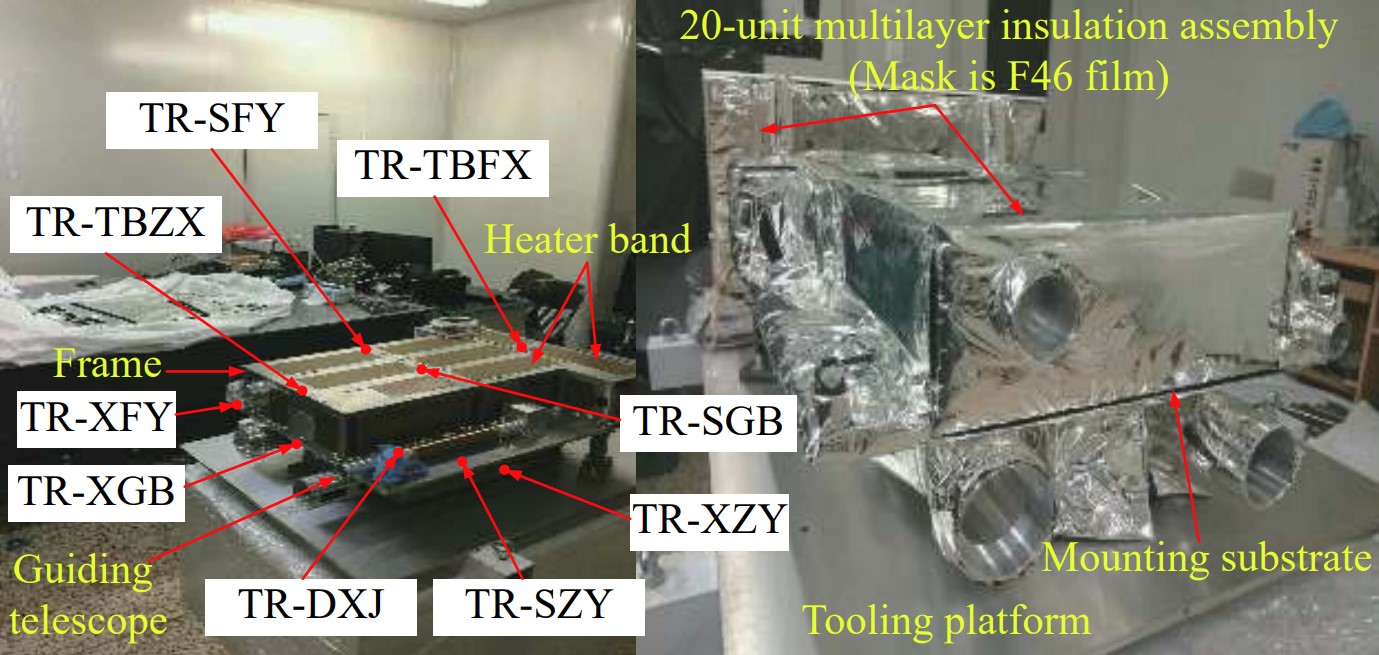 TR-SFY
TR-TBFX
TR-TBZX
Heater band
Frame
TR-XFY
TR-SGB
TR-XGB
TR-XZY
Guiding
telescope
TR-DXJ
TR-SZY
20-unit multilayer insulation assembly
(Mask is F46 film)
Mounting substrate
Tooling platform